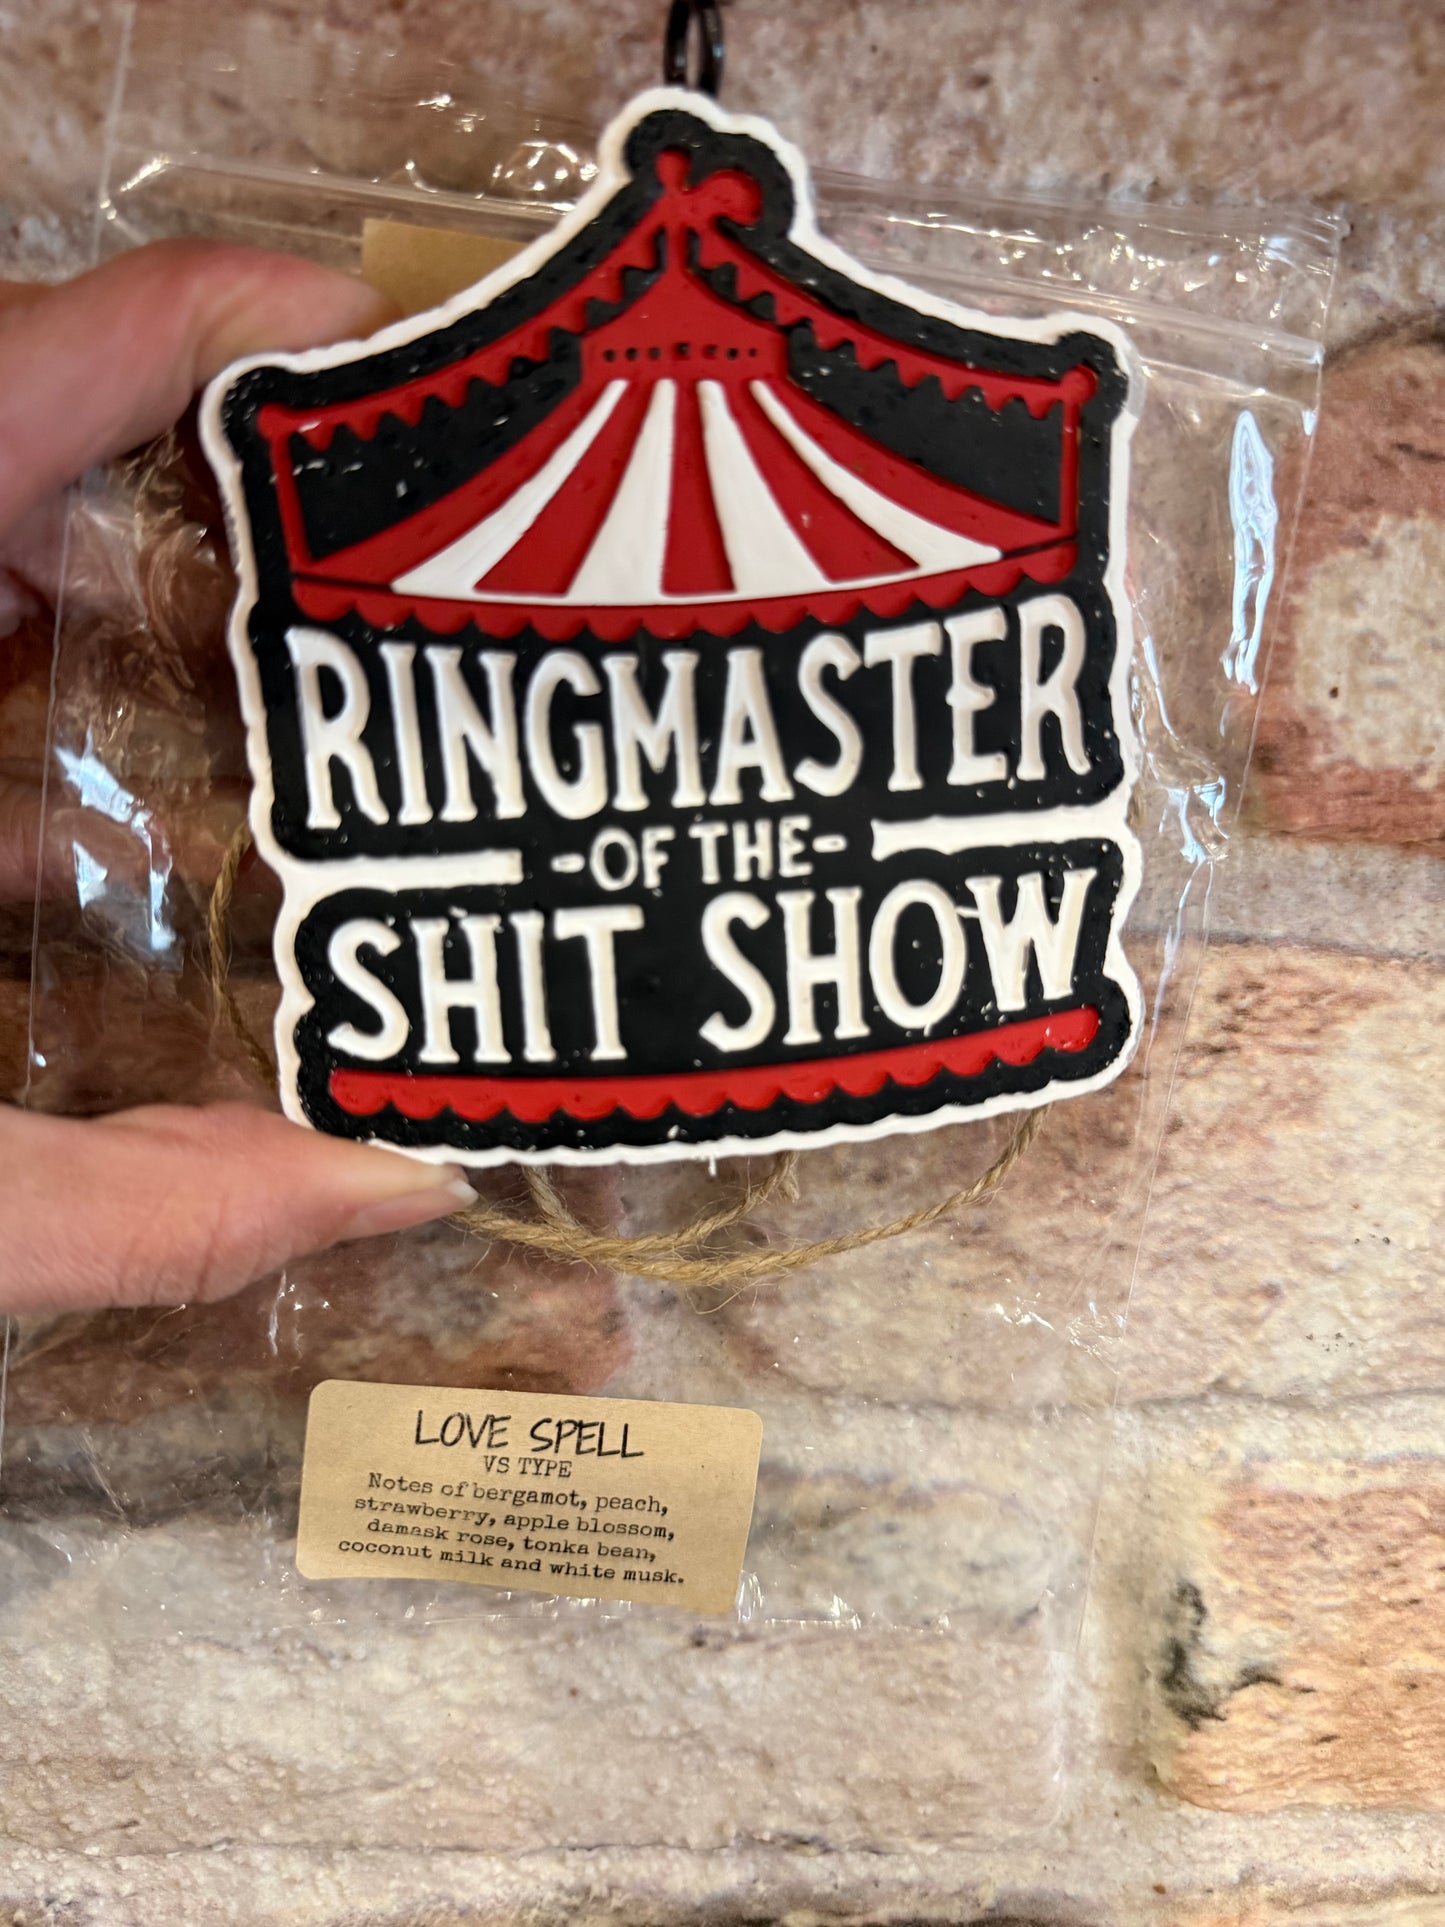 RINGMASTER
-OF THE-
SHIT SHOW
LOVE SPELL
VS TYPE
Notes of bergamot, peach,
strawberry, apple blossom,
damask rose, tonka bean,
coconut milk and white musk.